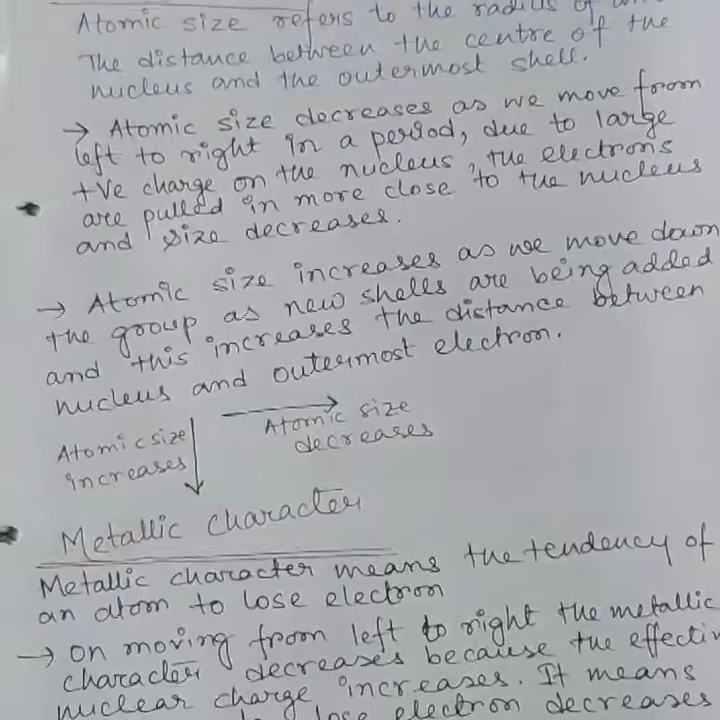 Atomic size refers to the radius of
The distance between the centre of the
nucleus and the outermost shell.
→ Atomic size decreases as we move from
left to right in a period, due to large
+ve charge on the nucleus, the electrons
are pulled in more close to the nucleus
and size decreases.
→ Atomic size increases as we move down
the group as new shells are being added
and this increases the distance between
nucleus and outermost electron.
Atomic size
increases
Atomic size
decreases
Metallic character
Metallic character means the tendency of
an atom to lose electron
→ On moving from left to right the metallic
character decreases because the effecti
nuclear charge increases. It means
lose electron decreases